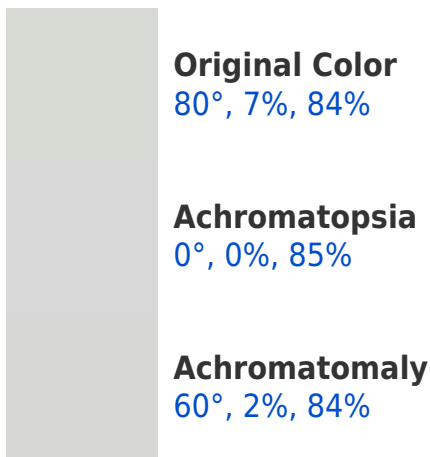 Original Color
80°, 7%, 84%
Achromatopsia
0°, 0%, 85%
Achromatomaly
60°, 2%, 84%